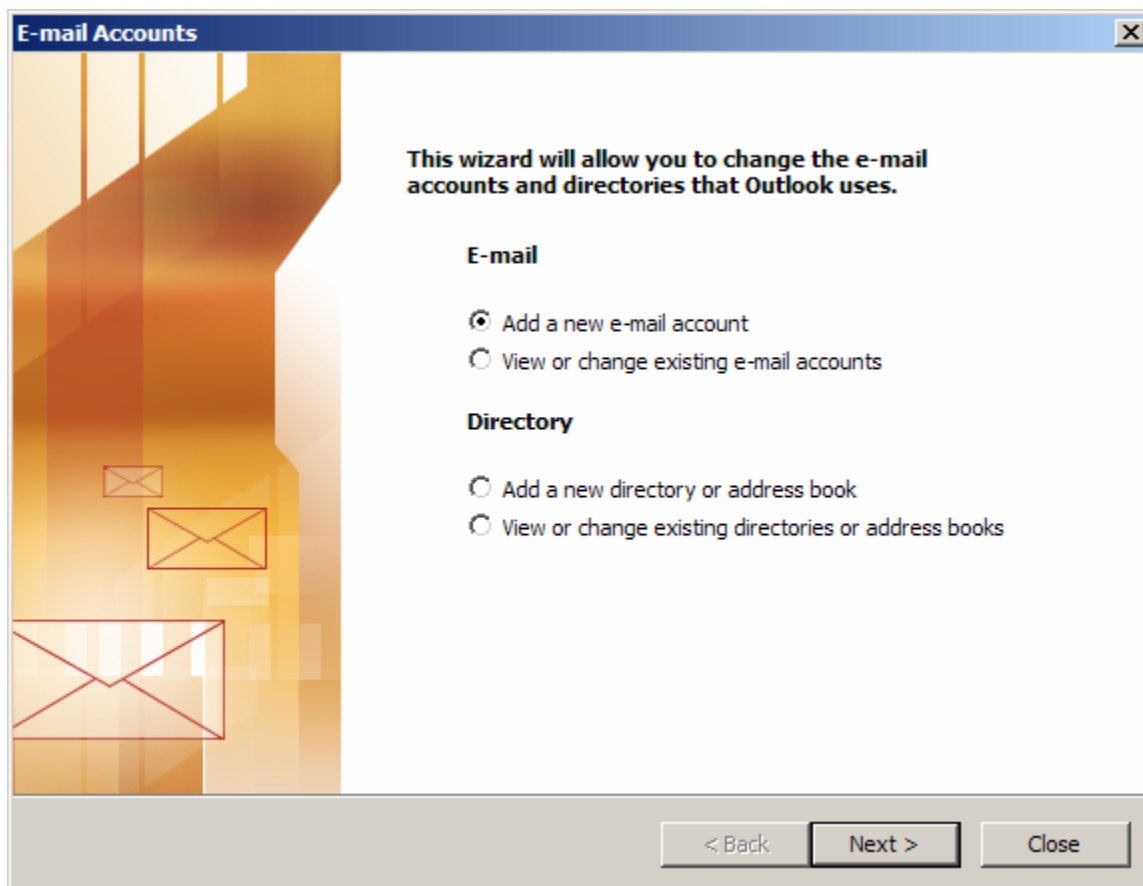 E-mail Accounts
This wizard will allow you to change the e-mail
accounts and directories that Outlook uses.
E-mail
Add a new e-mail account
View or change existing e-mail accounts
Directory
Add a new directory or address book
View or change existing directories or address books
< Back
Next >
Close